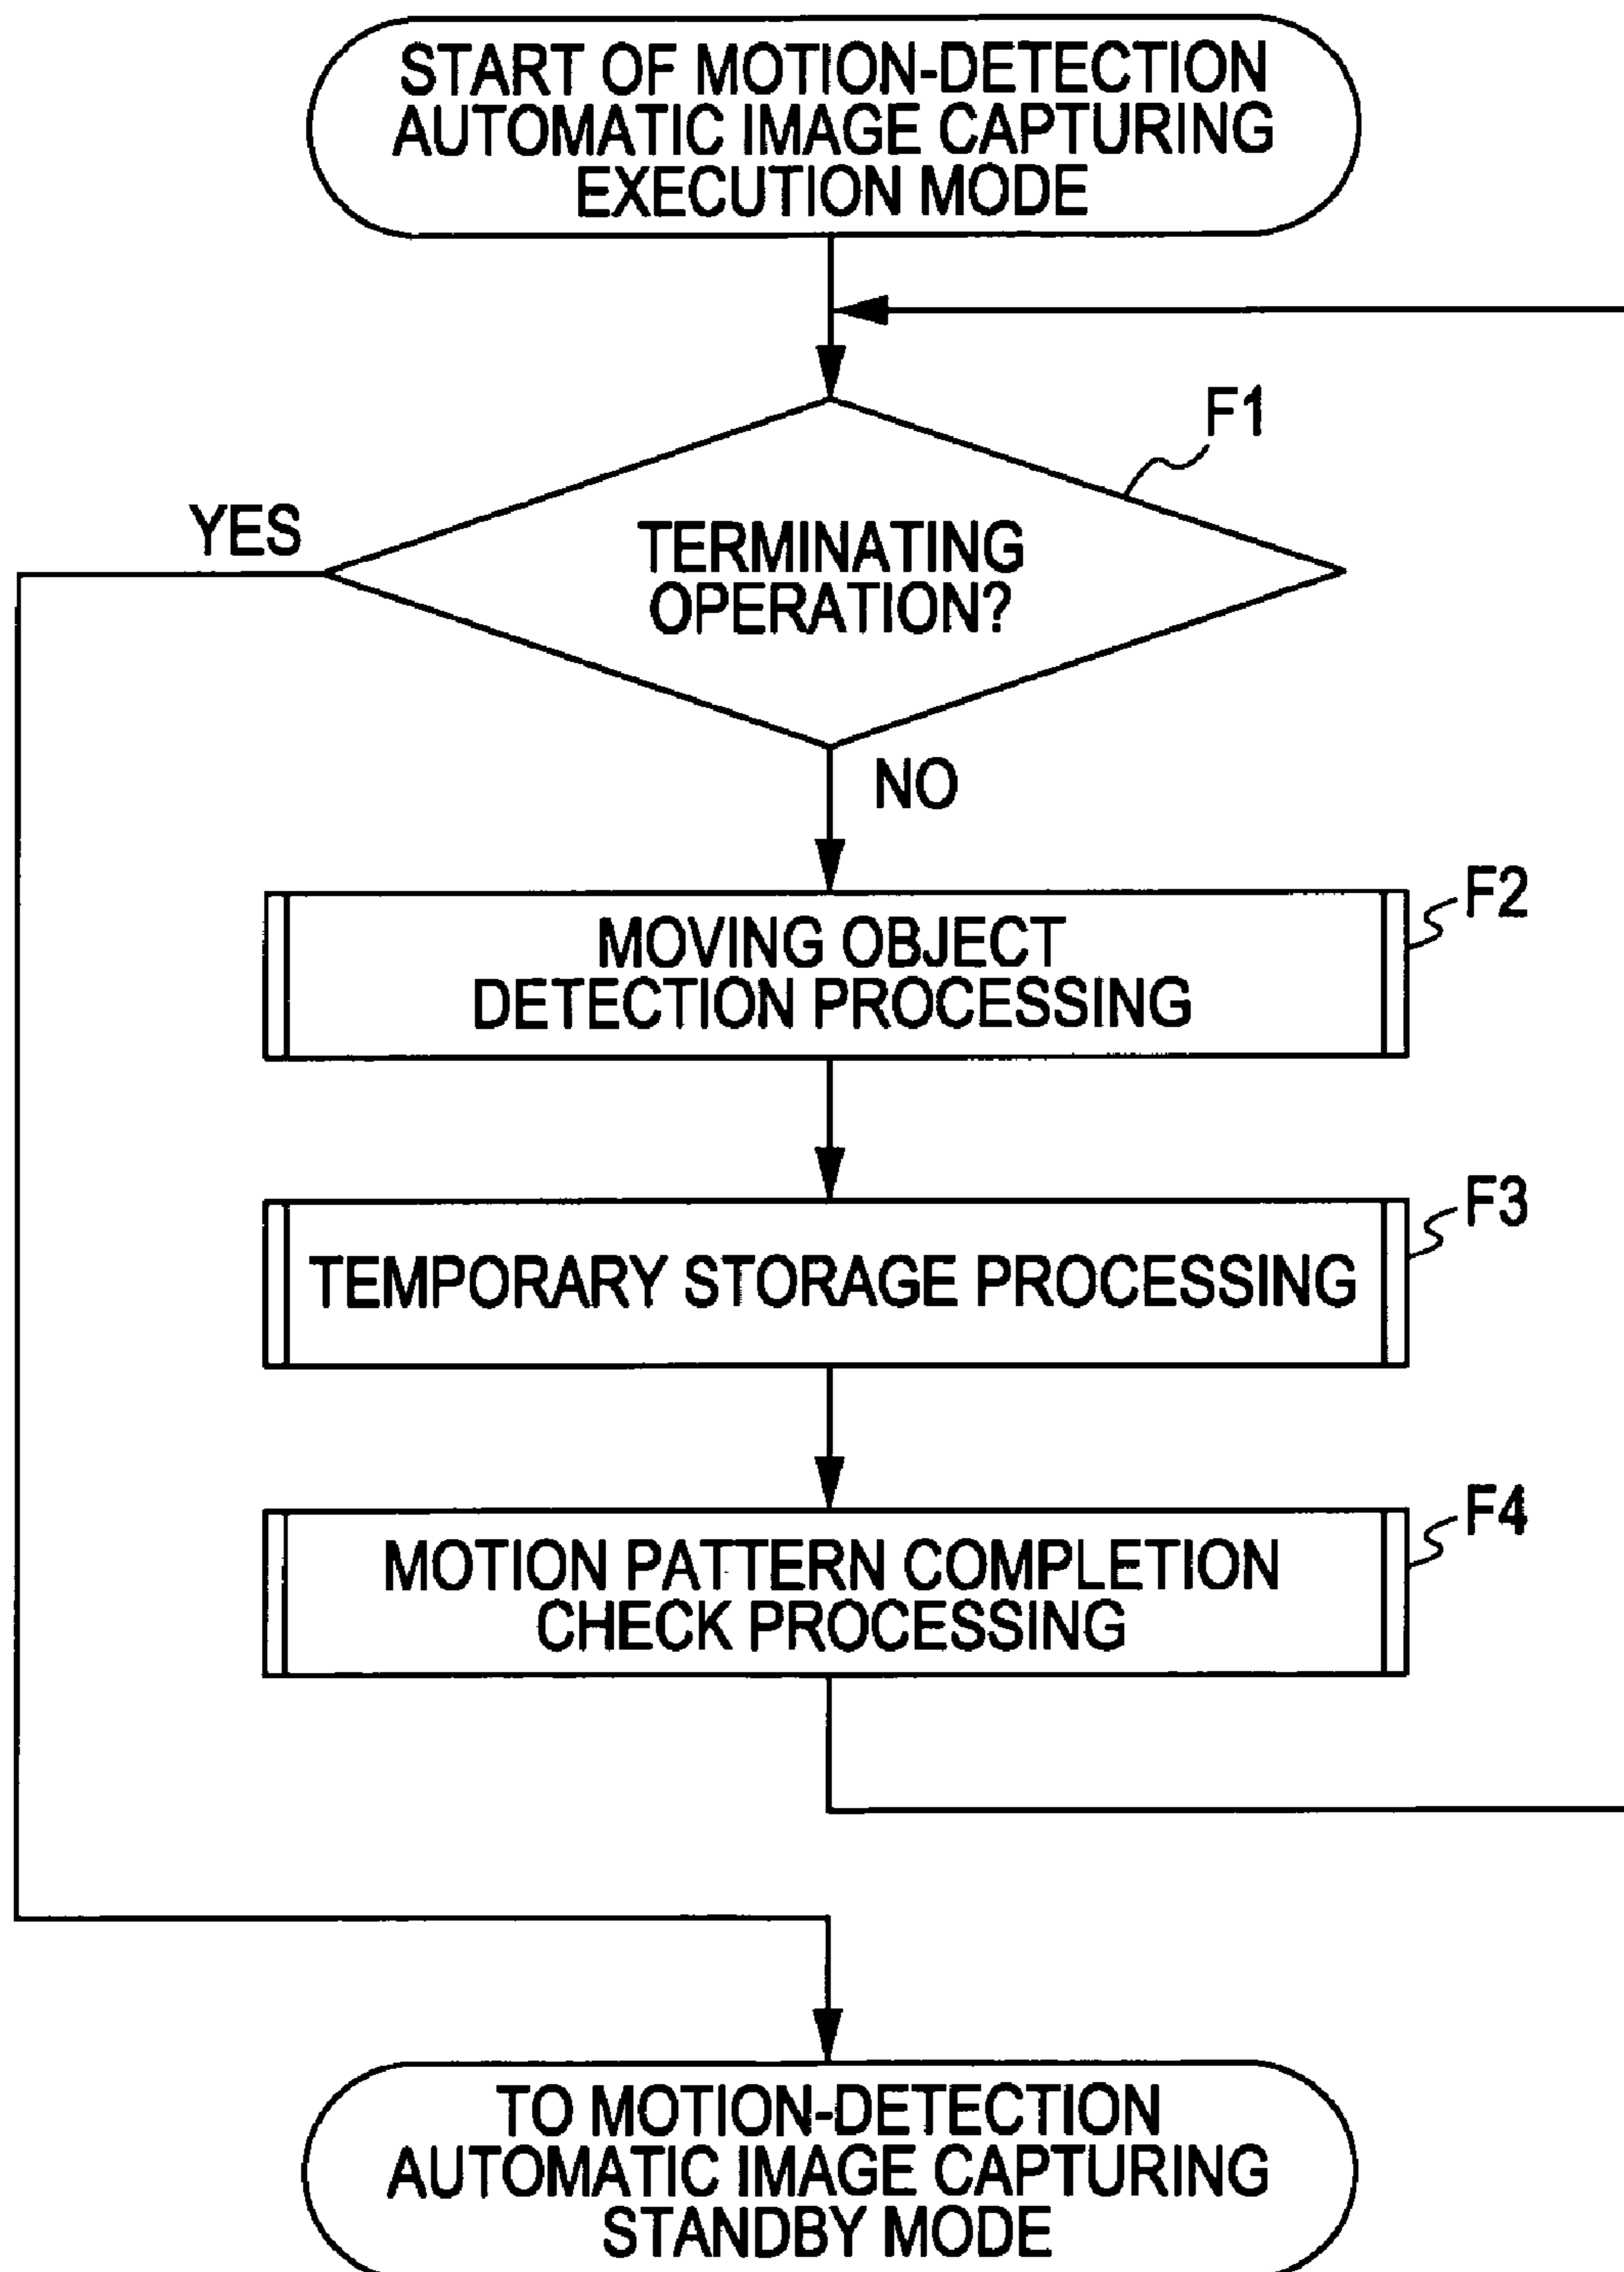 START OF MOTION-DETECTION
AUTOMATIC IMAGE CAPTURING
EXECUTION MODE
F1
YES
TERMINATING
OPERATION?
NO
F2
MOVING OBJECT
DETECTION PROCESSING
F3
TEMPORARY STORAGE PROCESSING
F4
MOTION PATTERN COMPLETION
CHECK PROCESSING
TO MOTION-DETECTION
AUTOMATIC IMAGE CAPTURING
STANDBY MODE